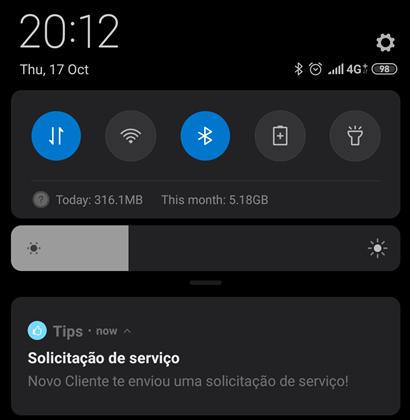 20:12
Thu, 17 Oct
4G+ 98
? Today: 316.1MB This month: 5.18GB
Tips • now
Solicitação de serviço
Novo Cliente te enviou uma solicitação de serviço!